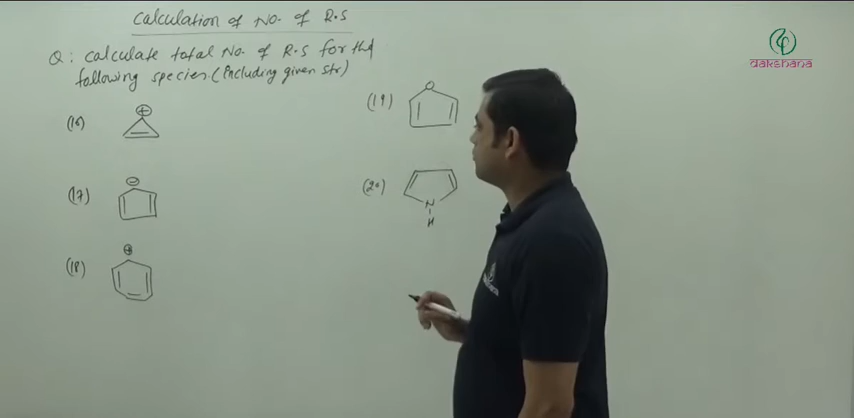 Calculation of No. of R.S
Q: Calculate total No. of R.S for the
following species (including given str)
(16)
⊕
(17)
⊖
(18)
⊕
(19)
O
(20)
N
H
dakshana